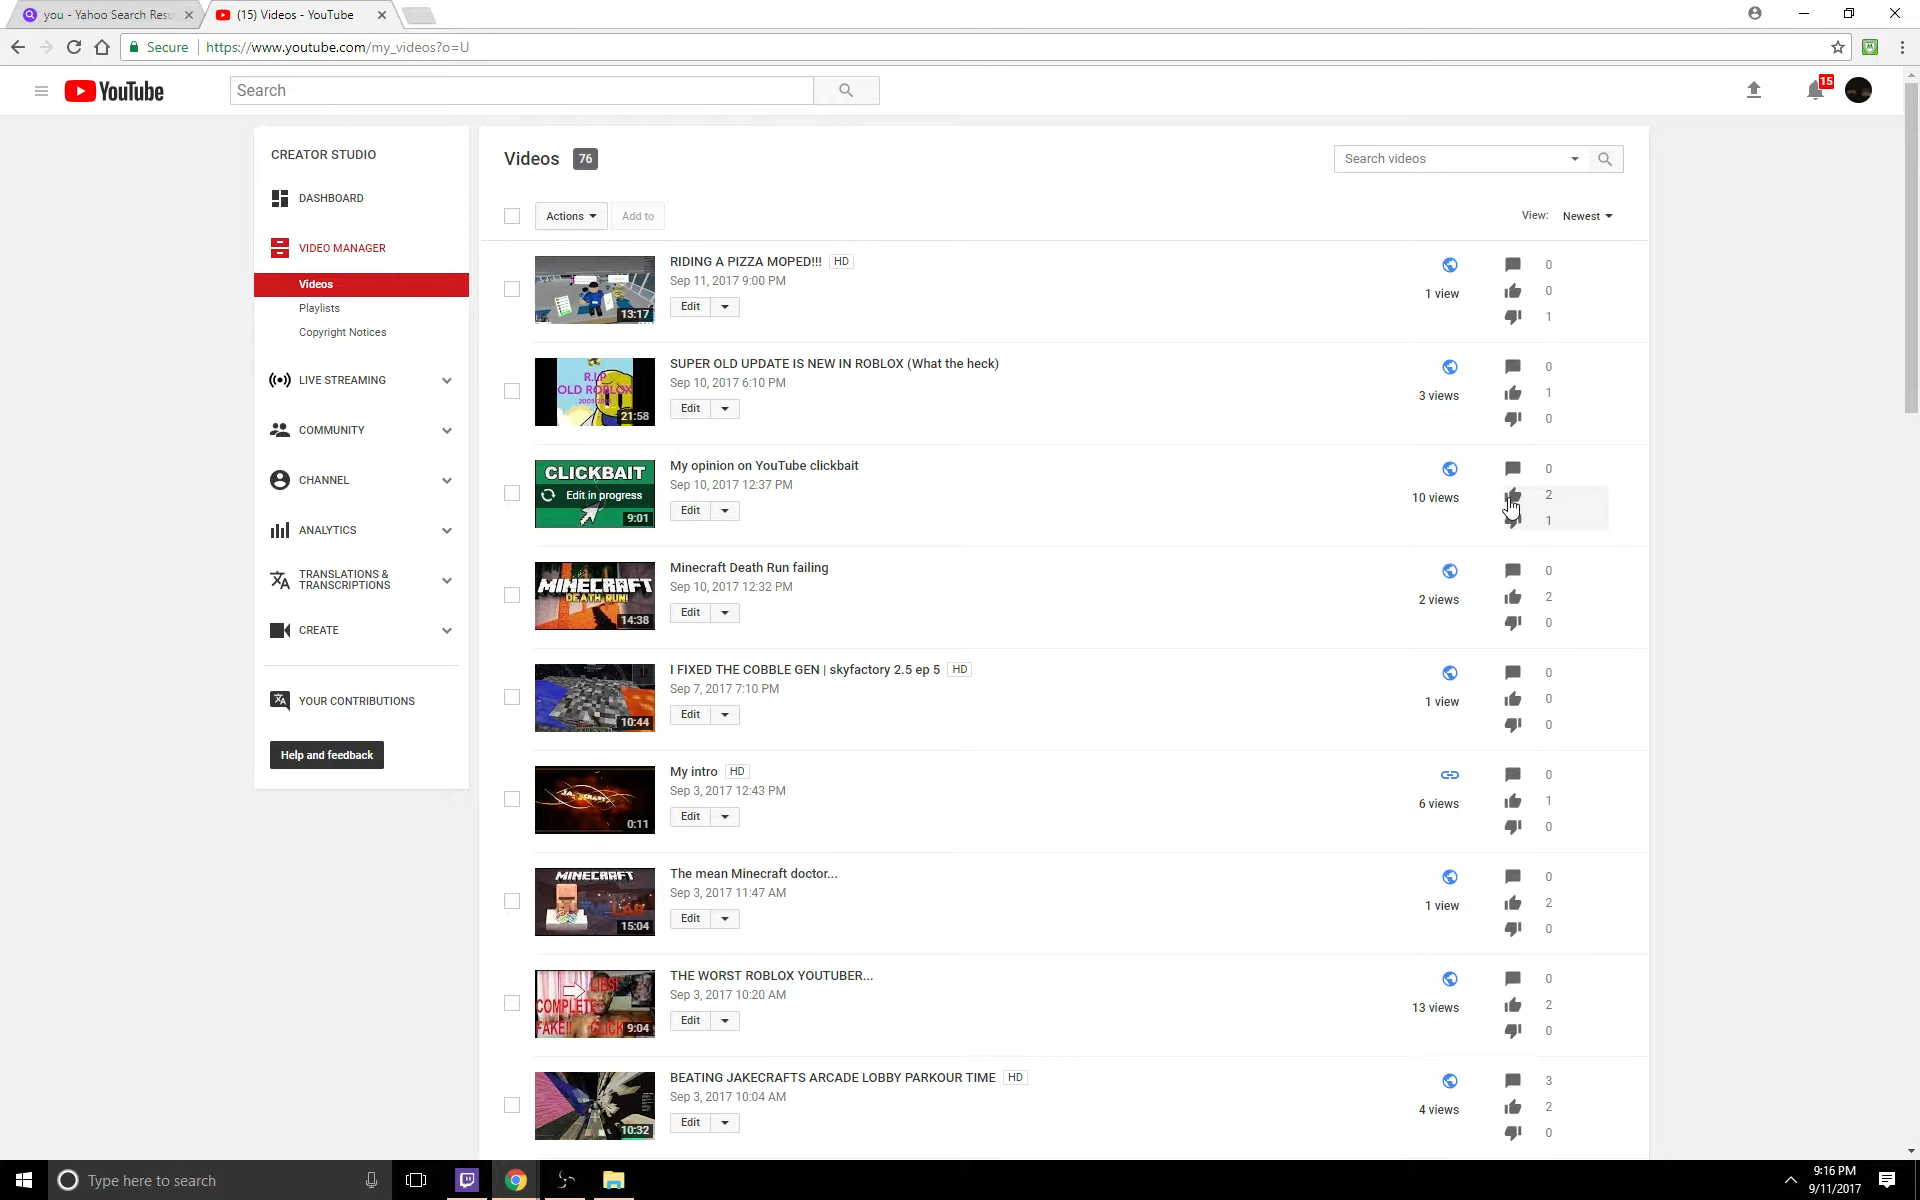 you - Yahoo Search Resu
(15) Videos - YouTube
Secure
https://www.youtube.com/my_videos?o=U
YouTube
Search
15
CREATOR STUDIO
DASHBOARD
VIDEO MANAGER
Videos
Playlists
Copyright Notices
LIVE STREAMING
COMMUNITY
CHANNEL
ANALYTICS
TRANSLATIONS &
TRANSCRIPTIONS
CREATE
YOUR CONTRIBUTIONS
Help and feedback
Videos 76
Search videos
Actions
Add to
View: Newest
RIDING A PIZZA MOPED!!! HD
Sep 11, 2017 9:00 PM
Edit
13:17
1 view
0
0
1
SUPER OLD UPDATE IS NEW IN ROBLOX (What the heck)
Sep 10, 2017 6:10 PM
Edit
R.I.P
OLD ROBLOX
21:58
3 views
0
1
0
My opinion on YouTube clickbait
Sep 10, 2017 12:37 PM
Edit
CLICKBAIT
Edit in progress
9:01
10 views
0
2
1
Minecraft Death Run failing
Sep 10, 2017 12:32 PM
Edit
MINECRAFT
DEATH RUN!
14:38
2 views
0
2
0
I FIXED THE COBBLE GEN | skyfactory 2.5 ep 5 HD
Sep 7, 2017 7:10 PM
Edit
10:44
1 view
0
0
0
My intro HD
Sep 3, 2017 12:43 PM
Edit
0:11
6 views
0
1
0
The mean Minecraft doctor...
Sep 3, 2017 11:47 AM
Edit
MINECRAFT
15:04
1 view
0
2
0
THE WORST ROBLOX YOUTUBER...
Sep 3, 2017 10:20 AM
Edit
LIES!
COMPLETE
FAKE!! CLICK
9:04
13 views
0
2
0
BEATING JAKECRAFTS ARCADE LOBBY PARKOUR TIME HD
Sep 3, 2017 10:04 AM
Edit
10:32
4 views
3
2
0
Type here to search
9:16 PM
9/11/2017